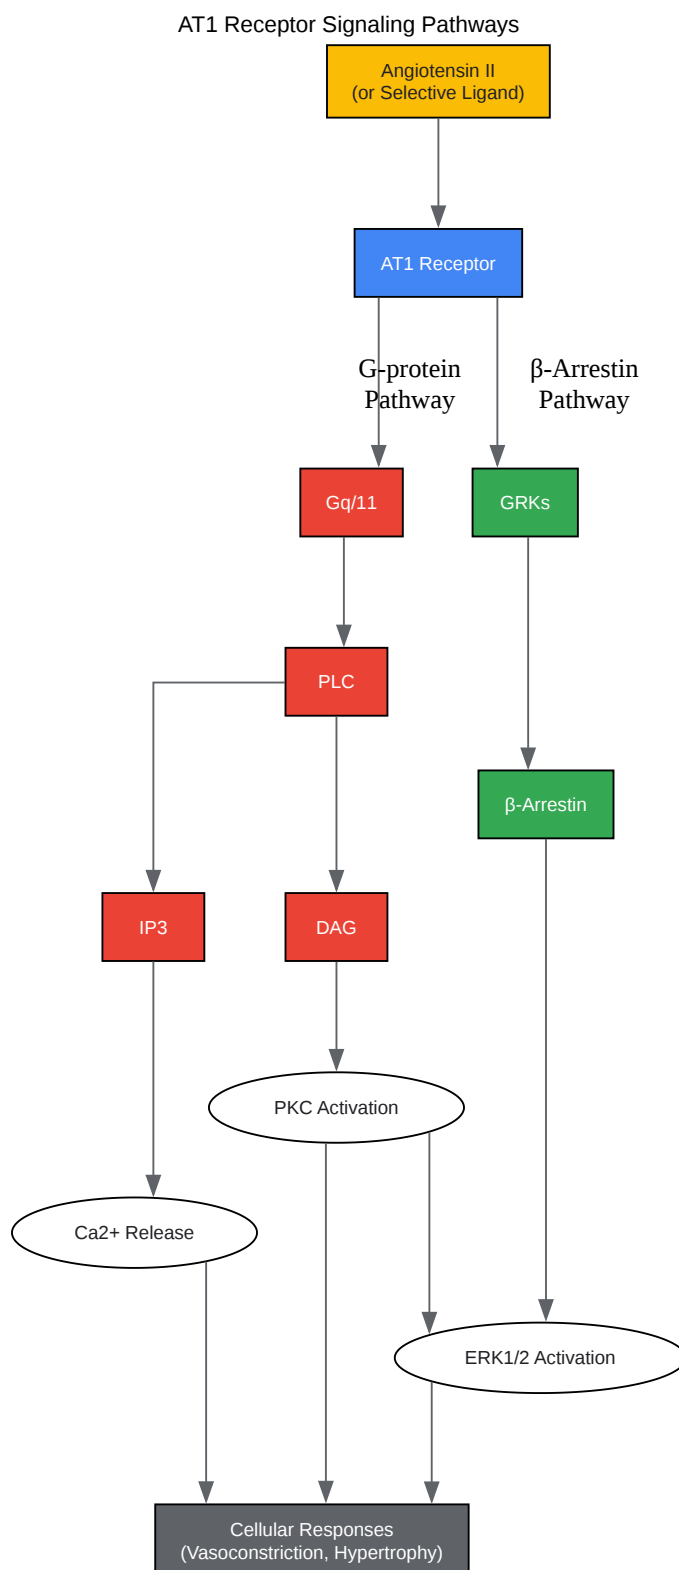 AT1 Receptor Signaling Pathways
Angiotensin II
(or Selective Ligand)
AT1 Receptor
G-protein
Pathway
β-Arrestin
Pathway
Gq/11
GRKs
PLC
β-Arrestin
IP3
DAG
PKC Activation
Ca2+ Release
ERK1/2 Activation
Cellular Responses
(Vasoconstriction, Hypertrophy)